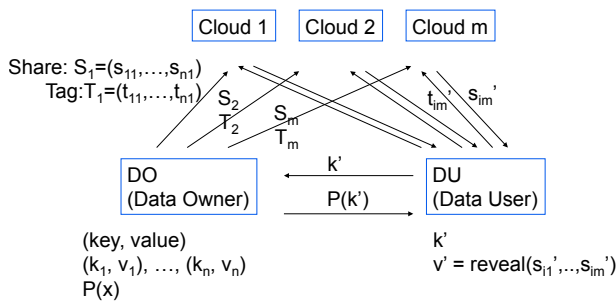 Cloud 1
Cloud 2
Cloud m
Share: S₁=(s₁₁,…,sₙ₁)
Tag:T₁=(t₁₁,…,tₙ₁)
S₂
T₂
Sₘ
Tₘ
tᵢₘ’
sᵢₘ’
DO
(Data Owner)
k’
P(k’)
DU
(Data User)
(key, value)
(k₁, v₁), …, (kₙ, vₙ)
P(x)
k’
v’ = reveal(sᵢ₁’,..,sᵢₘ’)